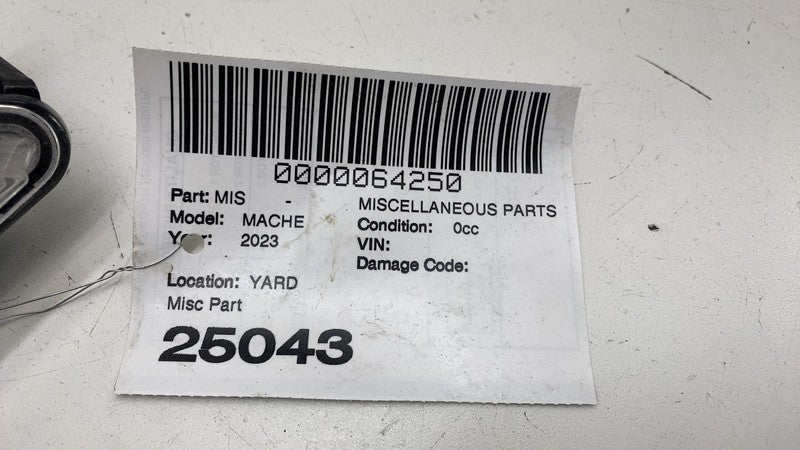 0000064250
Part: MIS - MISCELLANEOUS PARTS
Model: MACHE Condition: 0cc
Year: 2023 VIN:
Damage Code:
Location: YARD
Misc Part
25043